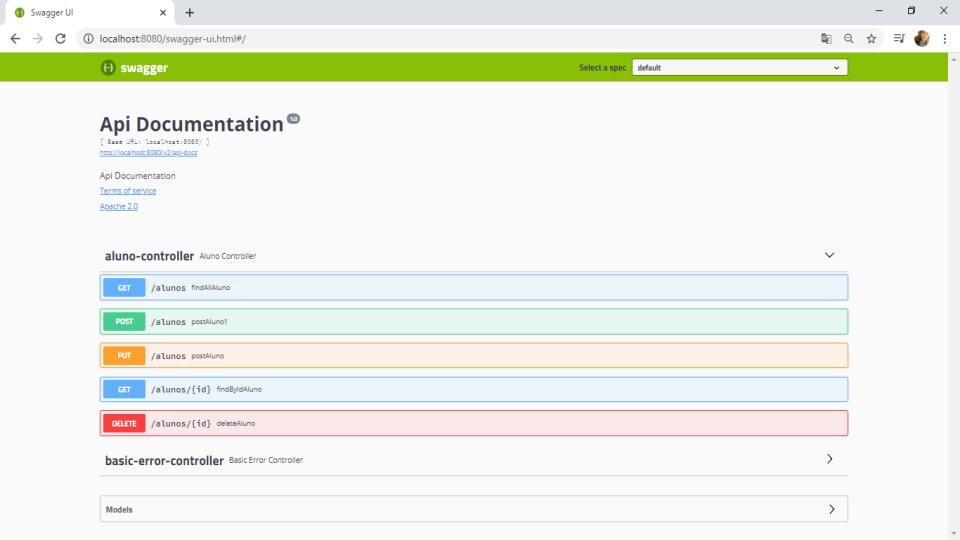 Swagger UI
localhost:8080/swagger-ui.html#/
swagger
Select a spec default
Api Documentation 1.0
[ Base URL: localhost:8080/ ]
http://localhost:8080/v2/api-docs
Api Documentation
Terms of service
Apache 2.0
aluno-controller Aluno Controller
GET /alunos findAllAluno
POST /alunos postAluno1
PUT /alunos postAluno
GET /alunos/{id} findByIdAluno
DELETE /alunos/{id} deleteAluno
basic-error-controller Basic Error Controller
Models